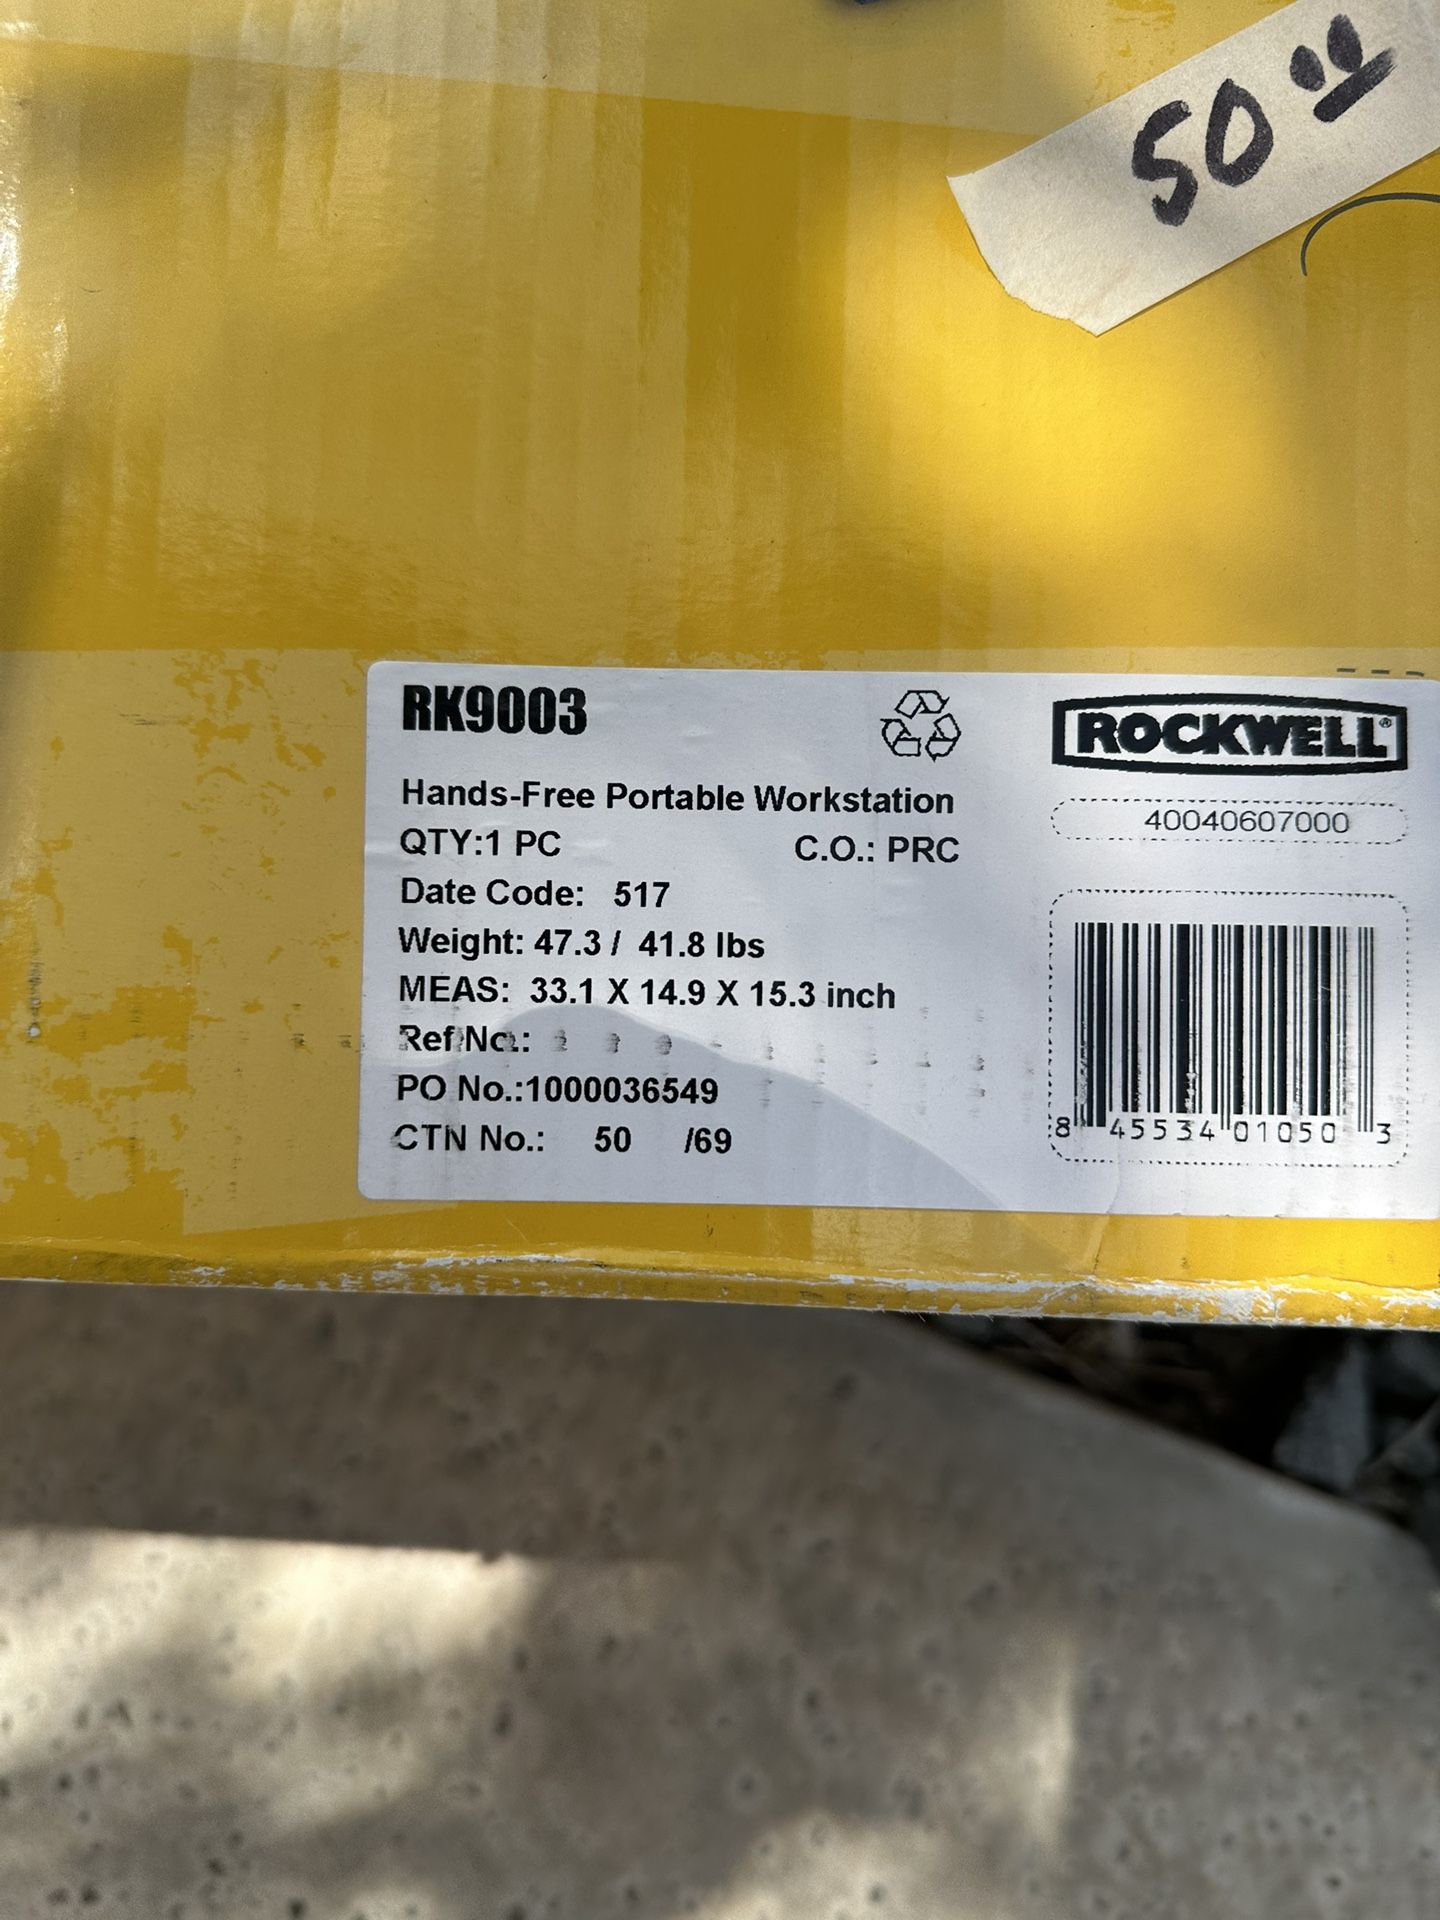 50 00
RK9003
ROCKWELL®
Hands-Free Portable Workstation
40040607000
QTY:1 PC C.O.: PRC
Date Code: 517
Weight: 47.3 / 41.8 lbs
MEAS: 33.1 X 14.9 X 15.3 inch
Ref No.:
PO No.:1000036549
CTN No.: 50 /69
8 45534 01050 3